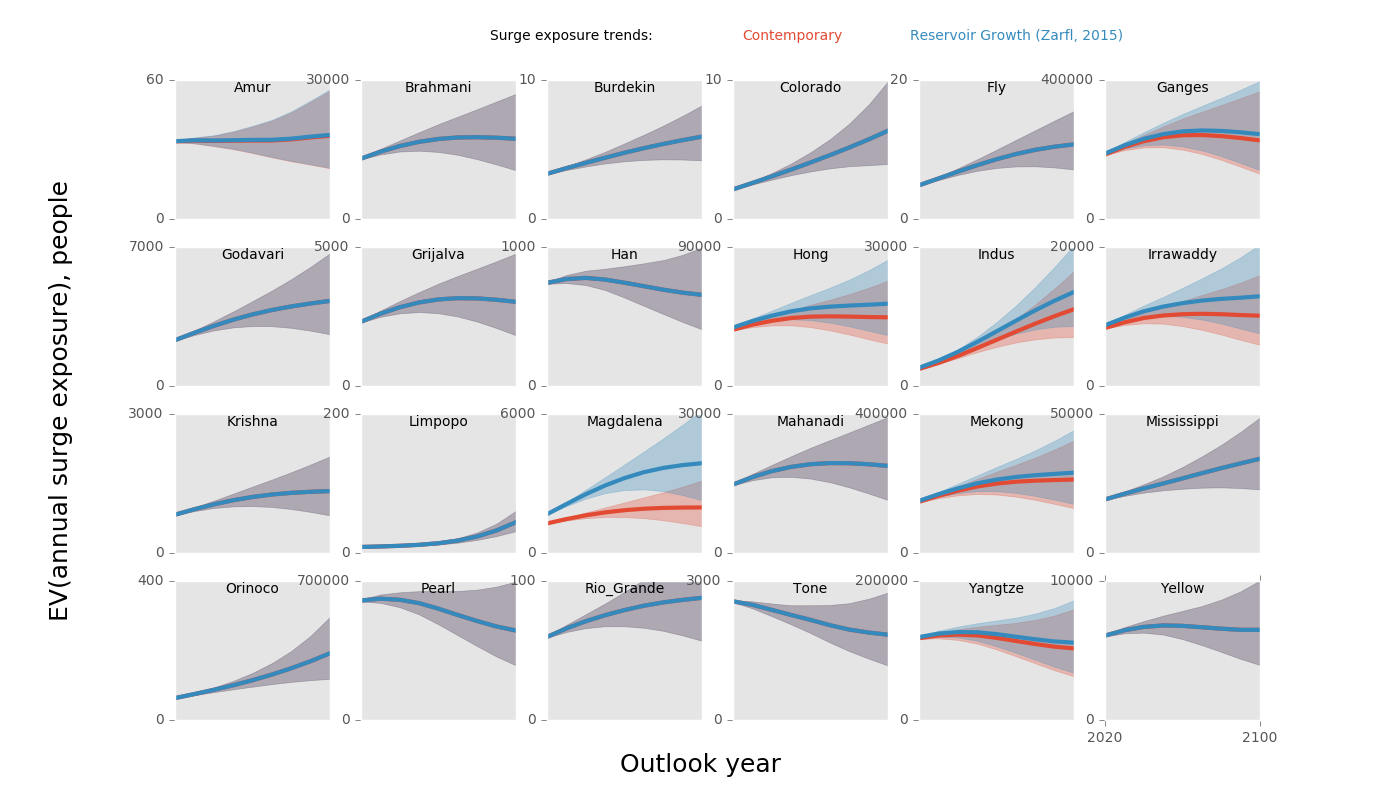 Surge exposure trends: Contemporary Reservoir Growth (Zarfl, 2015)
60 30000 10 10 20 400000
Amur Brahmani Burdekin Colorado Fly Ganges
0 0 0 0 0 0
7000 5000 1000 90000 30000 20000
Godavari Grijalva Han Hong Indus Irrawaddy
0 0 0 0 0 0
3000 200 6000 30000 400000 50000
Krishna Limpopo Magdalena Mahanadi Mekong Mississippi
0 0 0 0 0 0
400 700000 100 3000 200000 10000
Orinoco Pearl Rio_Grande Tone Yangtze Yellow
0 0 0 0 0 0
2020 2100
EV(annual surge exposure), people
Outlook year